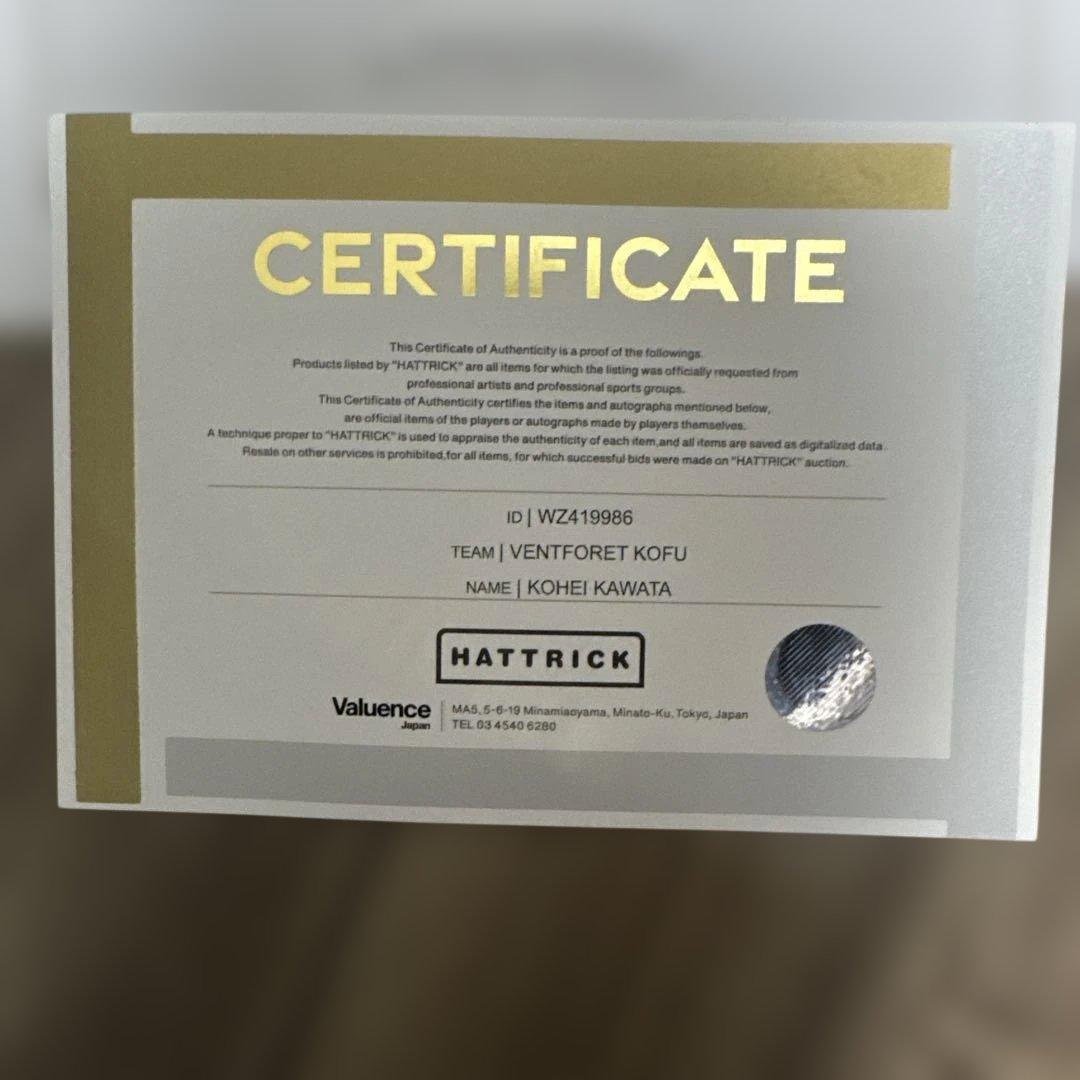 CERTIFICATE
This Certificate of Authenticity is a proof of the followings.
Products listed by "HATTRICK" are all items for which the listing was officially requested from
professional artists and professional sports groups.
This Certificate of Authenticity certifies the items and autographs mentioned below,
are official items of the players or autographs made by players themselves.
A technique proper to "HATTRICK" is used to appraise the authenticity of each item,and all items are saved as digitalized data.
Resale on other services is prohibited,for all items, for which successful bids were made on "HATTRICK" auction.
ID | WZ419986
TEAM | VENTFORET KOFU
NAME | KOHEI KAWATA
HATTRICK
Valuence
Japan
MA5, 5-6-19 Minamiaoyama, Minato-Ku, Tokyo, Japan
TEL 03 4540 6280